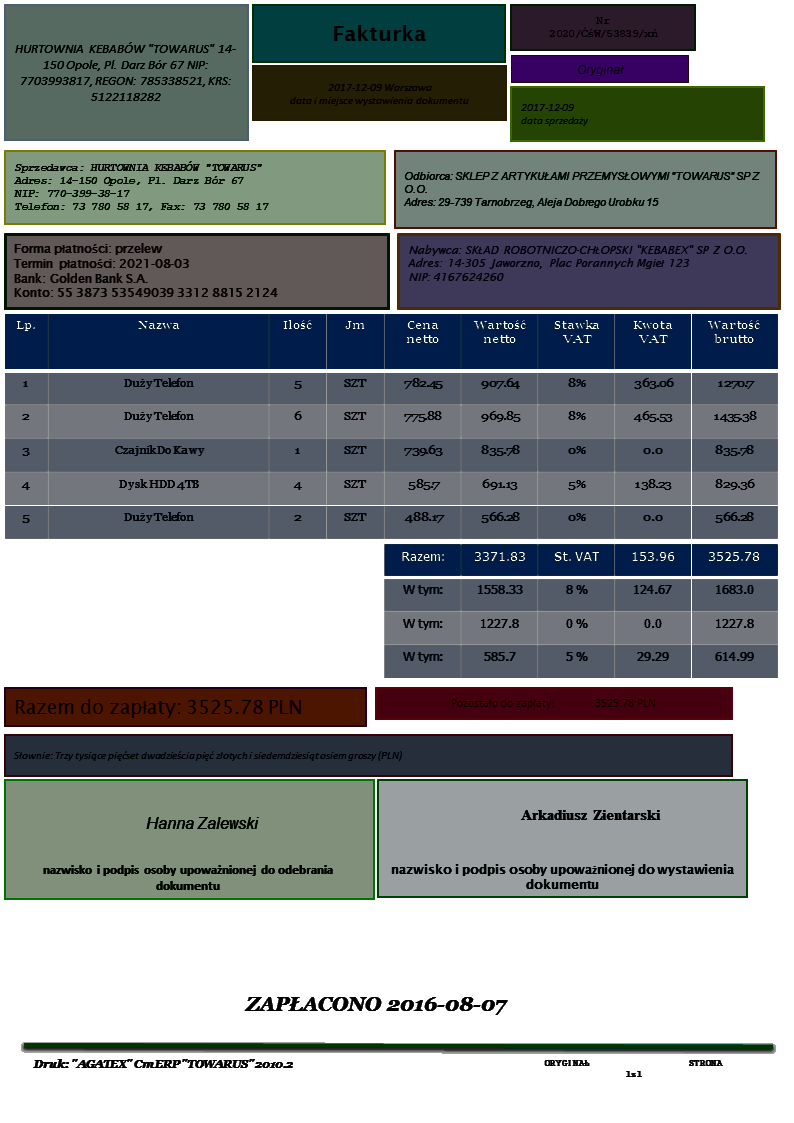 HURTOWNIA KEBABÓW "TOWARUS" 14-
150 Opole, Pl. Darz Bór 67 NIP:
7703993817, REGON: 785338521, KRS:
5122118282
Fakturka
2017-12-09 Warszawa
data i miejsce wystawienia dokumentu
Nr
2020/ĆśW/53839/xń
Oryginał
2017-12-09
data sprzedaży
Sprzedawca: HURTOWNIA KEBABÓW "TOWARUS"
Adres: 14-150 Opole, Pl. Darz Bór 67
NIP: 770-399-38-17
Telefon: 73 780 58 17, Fax: 73 780 58 17
Odbiorca: SKLEP Z ARTYKUŁAMI PRZEMYSŁOWYMI "TOWARUS" SP Z
O.O.
Adres: 29-739 Tarnobrzeg, Aleja Dobrego Urobku 15
Forma płatności: przelew
Termin płatności: 2021-08-03
Bank: Golden Bank S.A.
Konto: 55 3873 53549039 3312 8815 2124
Nabywca: SKŁAD ROBOTNICZO-CHŁOPSKI "KEBABEX" SP Z O.O.
Adres: 14-305 Jaworzno, Plac Porannych Mgieł 123
NIP: 4167624260
Lp. Nazwa Ilość Jm Cena netto Wartość netto Stawka VAT Kwota VAT Wartość brutto
1 Duży Telefon 5 SZT 782.45 907.64 8% 363.06 1270.7
2 Duży Telefon 6 SZT 775.88 969.85 8% 465.53 1435.38
3 Czajnik Do Kawy 1 SZT 739.63 835.78 0% 0.0 835.78
4 Dysk HDD 4TB 4 SZT 585.7 691.13 5% 138.23 829.36
5 Duży Telefon 2 SZT 488.17 566.28 0% 0.0 566.28
Razem: 3371.83 St. VAT 153.96 3525.78
W tym: 1558.33 8 % 124.67 1683.0
W tym: 1227.8 0 % 0.0 1227.8
W tym: 585.7 5 % 29.29 614.99
Razem do zapłaty: 3525.78 PLN
Pozostało do zapłaty: 3525.78 PLN
Słownie: Trzy tysiące pięćset dwadzieścia pięć złotych i siedemdziesiąt osiem groszy (PLN)
Hanna Zalewski
nazwisko i podpis osoby upoważnionej do odebrania
dokumentu
Arkadiusz Zientarski
nazwisko i podpis osoby upoważnionej do wystawienia
dokumentu
ZAPŁACONO 2016-08-07
Druk: "AGATEX" Cm ERP "TOWARUS" 2010.2
ORYGINAŁ STRONA
1 z 1